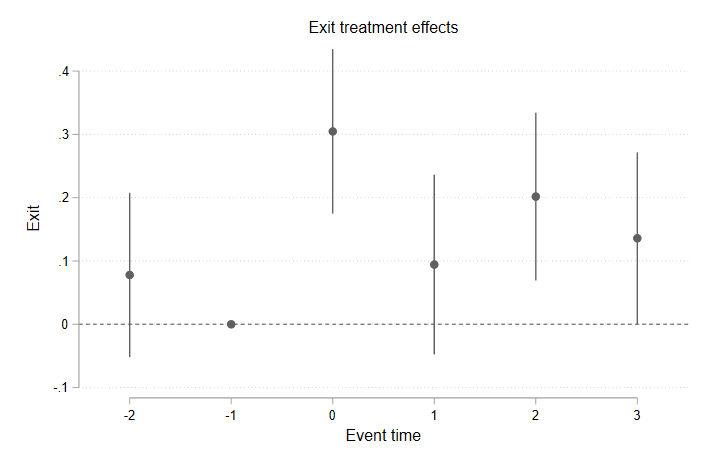 Exit treatment effects
.4
.3
.2
.1
0
-.1
Exit
-2 -1 0 1 2 3
Event time